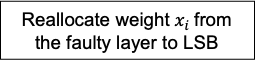 Reallocate weight xᵢ from
the faulty layer to LSB